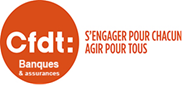 Cfdt:
Banques
& assurances
S'ENGAGER POUR CHACUN
AGIR POUR TOUS